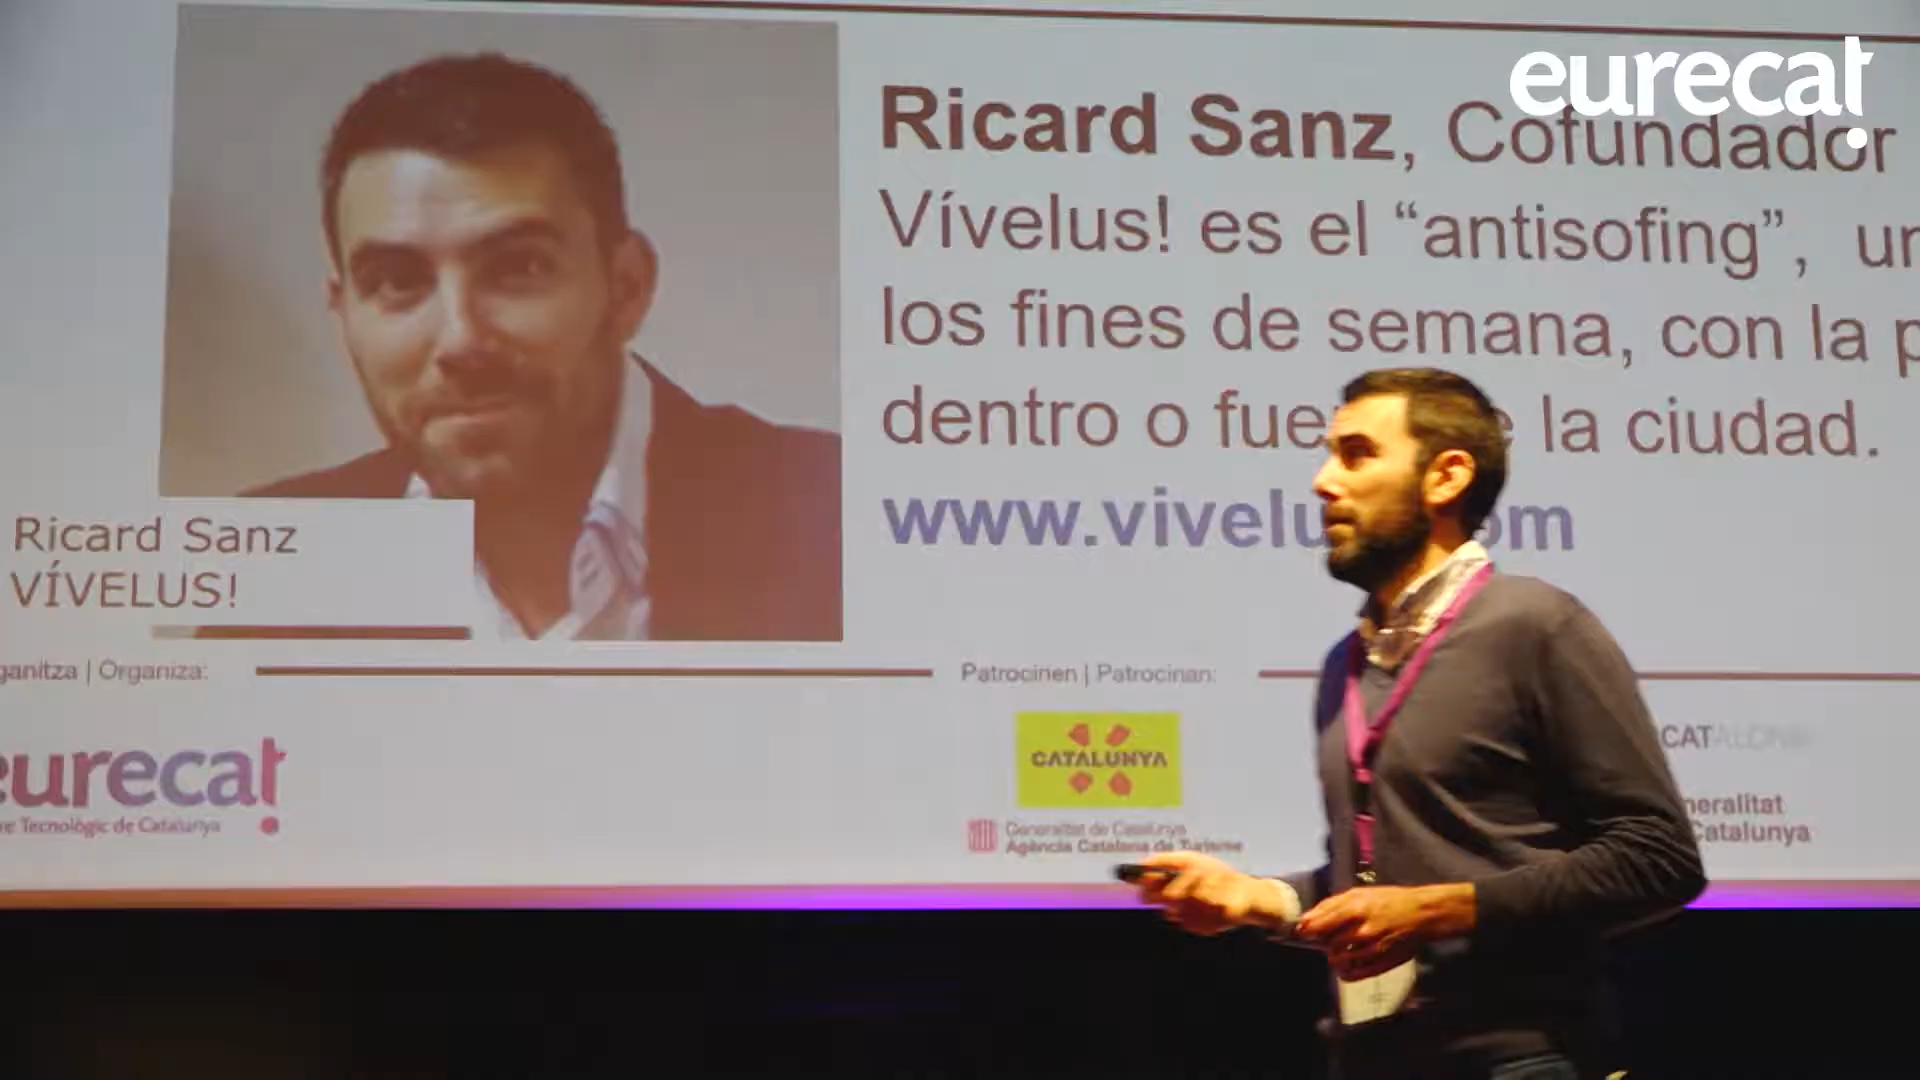 eurecat
Ricard Sanz, Cofundador
Vívelus! es el “antisofing”, un
los fines de semana, con la p
dentro o fue e la ciudad.
www.vivelu om
Ricard Sanz
VÍVELUS!
ganitza | Organiza:
Patrocinen | Patrocinan:
eurecat
re Tecnològic de Catalunya
CATALUNYA
Generalitat de Catalunya
Agència Catalana de Turisme
CATALONIA
neralitat
Catalunya